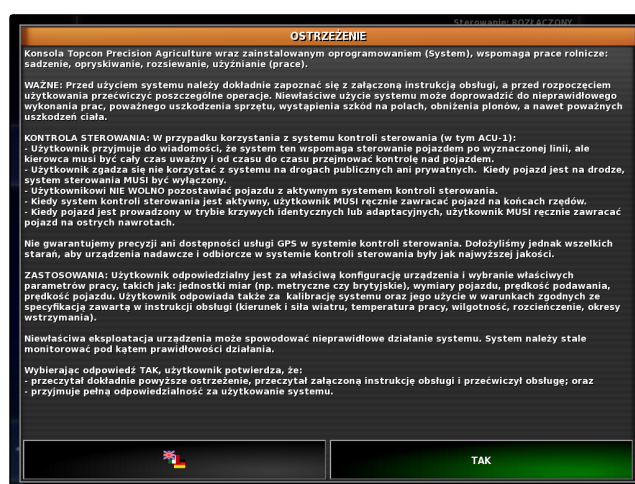 Sterowanie: ROZŁĄCZONY
OSTRZEŻENIE
Konsola Topcon Precision Agriculture wraz zainstalowanym oprogramowaniem (System), wspomaga prace rolnicze:
sadzenie, opryskiwanie, rozsiewanie, użyźnianie (prace).
WAŻNE: Przed użyciem systemu należy dokładnie zapoznać się z załączoną instrukcją obsługi, a przed rozpoczęciem
użytkowania przećwiczyć poszczególne operacje. Niewłaściwe użycie systemu może doprowadzić do nieprawidłowego
wykonania prac, poważnego uszkodzenia sprzętu, wystąpienia szkód na polach, obniżenia plonów, a nawet poważnych
uszkodzeń ciała.
KONTROLA STEROWANIA: W przypadku korzystania z systemu kontroli sterowania (w tym ACU-1):
- Użytkownik przyjmuje do wiadomości, że system ten wspomaga sterowanie pojazdem po wyznaczonej linii, ale
kierowca musi być cały czas uważny i od czasu do czasu przejmować kontrolę nad pojazdem.
- Użytkownik zgadza się nie korzystać z systemu na drogach publicznych ani prywatnych. Kiedy pojazd jest na drodze,
system sterowania MUSI być wyłączony.
- Użytkownikowi NIE WOLNO pozostawiać pojazdu z aktywnym systemem kontroli sterowania.
- Kiedy system kontroli sterowania jest aktywny, użytkownik MUSI ręcznie zawracać pojazd na końcach rzędów.
- Kiedy pojazd jest prowadzony w trybie krzywych identycznych lub adaptacyjnych, użytkownik MUSI ręcznie zawracać
pojazd na ostrych nawrotach.
Nie gwarantujemy precyzji ani dostępności usługi GPS w systemie kontroli sterowania. Dołożyliśmy jednak wszelkich
starań, aby urządzenia nadawcze i odbiorcze w systemie kontroli sterowania były jak najwyższej jakości.
ZASTOSOWANIA: Użytkownik odpowiedzialny jest za właściwą konfigurację urządzenia i wybranie właściwych
parametrów pracy, takich jak: jednostki miar (np. metryczne czy brytyjskie), wymiary pojazdu, prędkość podawania,
prędkość pojazdu. Użytkownik odpowiada także za  kalibrację systemu oraz jego użycie w warunkach zgodnych ze
specyfikacją zawartą w instrukcji obsługi (kierunek i siła wiatru, temperatura pracy, wilgotność, rozcieńczenie, okresy
wstrzymania).
Niewłaściwa eksploatacja urządzenia może spowodować nieprawidłowe działanie systemu. System należy stale
monitorować pod kątem prawidłowości działania.
Wybierając odpowiedź TAK, użytkownik potwierdza, że:
- przeczytał dokładnie powyższe ostrzeżenie, przeczytał załączoną instrukcję obsługi i przećwiczył obsługę; oraz
- przyjmuje pełną odpowiedzialność za użytkowanie systemu.
TAK